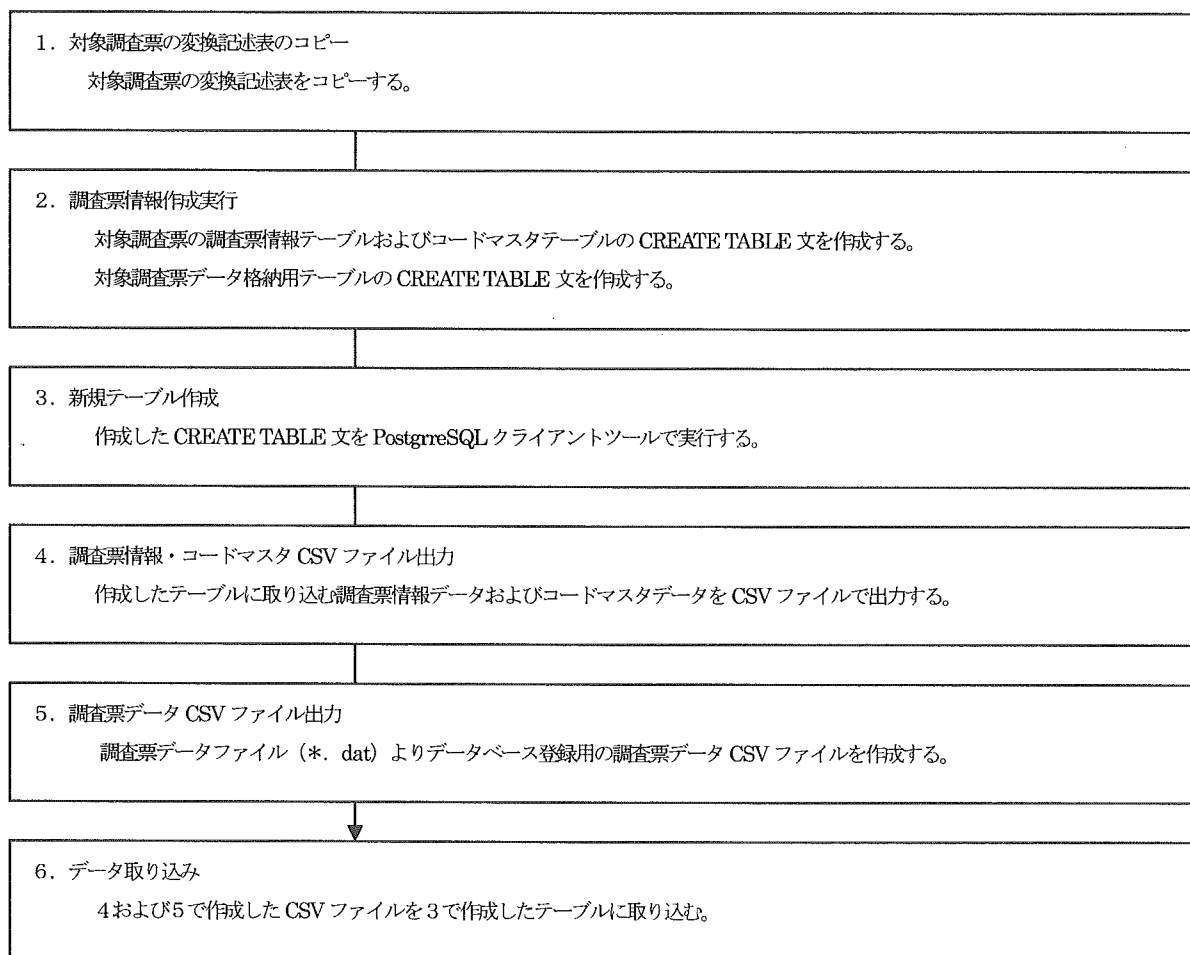 1．対象調査票の変換記述表のコピー
対象調査票の変換記述表をコピーする。
2．調査票情報作成実行
対象調査票の調査票情報テーブルおよびコードマスタテーブルの CREATE TABLE 文を作成する。
対象調査票データ格納用テーブルの CREATE TABLE 文を作成する。
3．新規テーブル作成
作成した CREATE TABLE 文を PostgrreSQL クライアントツールで実行する。
4．調査票情報・コードマスタ CSV ファイル出力
作成したテーブルに取り込む調査票情報データおよびコードマスタデータを CSV ファイルで出力する。
5．調査票データ CSV ファイル出力
調査票データファイル（*．dat）よりデータベース登録用の調査票データ CSV ファイルを作成する。
6．データ取り込み
4および5で作成した CSV ファイルを3で作成したテーブルに取り込む。